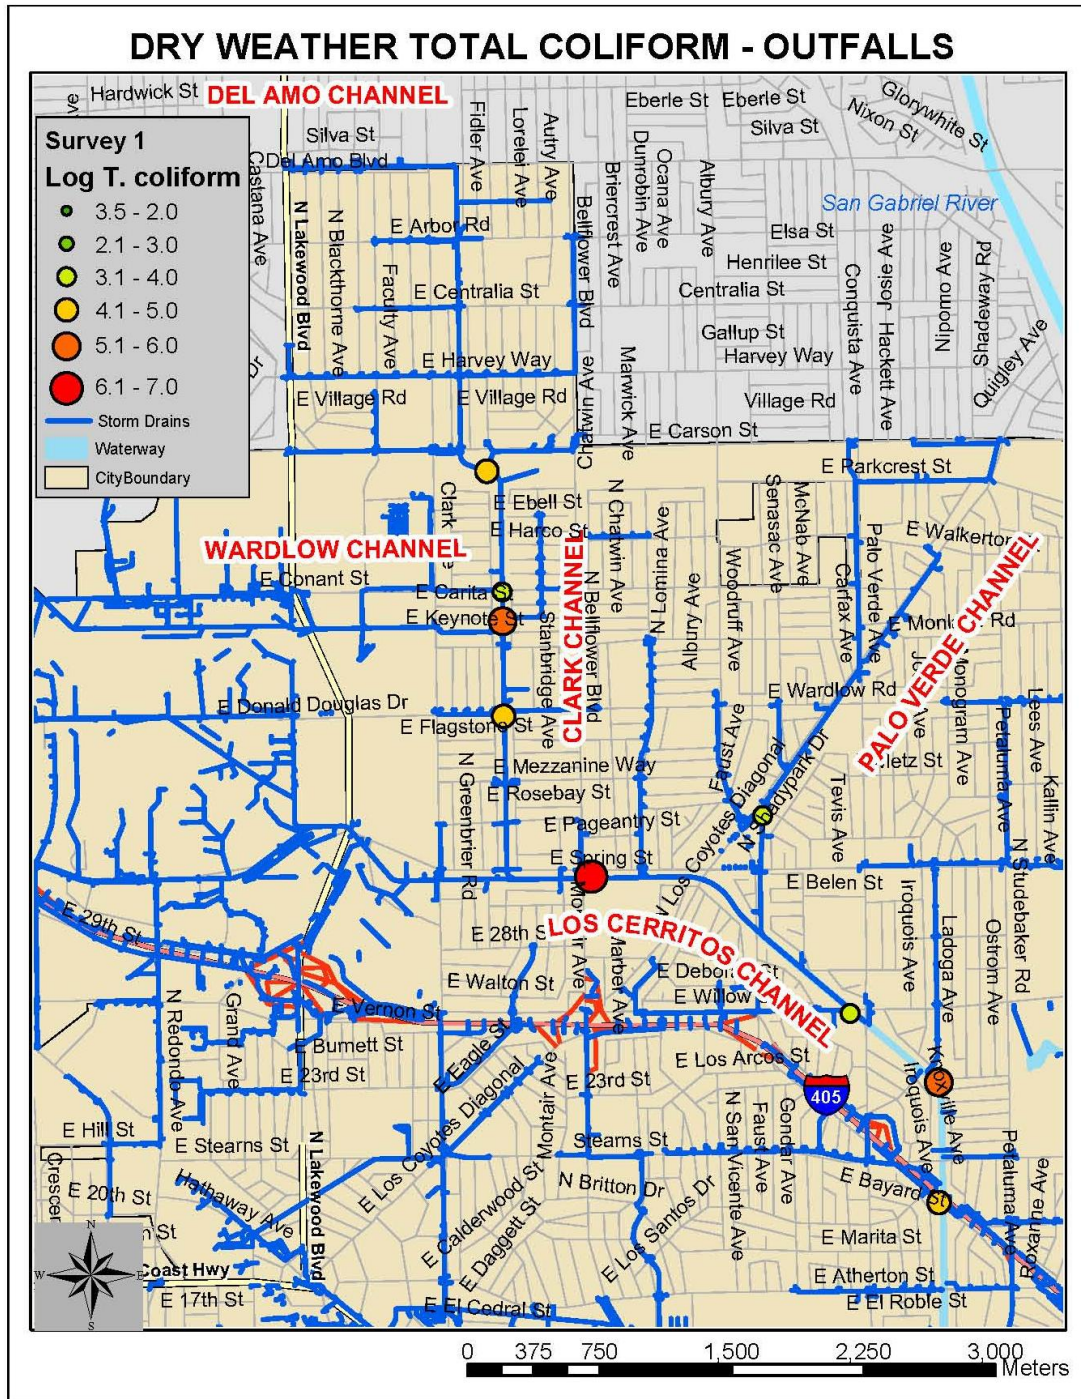 DRY WEATHER TOTAL COLIFORM - OUTFALLS
Hardwick St
DEL AMO CHANNEL
Eberle St
Eberle St
Glorywhite St
Nixon St
Silva St
Silva St
Del Amo Blvd
Fidler Ave
Lorelei Ave
Autry Ave
Survey 1
Log T. coliform
3.5 - 2.0
2.1 - 3.0
3.1 - 4.0
4.1 - 5.0
5.1 - 6.0
6.1 - 7.0
Storm Drains
Waterway
CityBoundary
Castana Ave
N Lakewood Blvd
N Blackthorne Ave
Faculty Ave
E Arbor Rd
E Centralia St
E Harvey Way
E Village Rd
E Village Rd
Bellflower Blvd
Briercrest Ave
Dunrobin Ave
Ocana Ave
Albury Ave
San Gabriel River
Elsa St
Henrilee St
Centralia St
Gallup St
Harvey Way
Village Rd
Conquista Ave
Josie Ave
Hackett Ave
Nipomo Ave
Shadeway Rd
Quigley Ave
Dr
Chatwin Ave
Marwick Ave
E Carson St
E Parkcrest St
Clark
E Ebell St
E Harco St
N Chatwin Ave
N Lomina Ave
Senasac Ave
McNab Ave
E Walkerton
WARDLOW CHANNEL
E Conant St
E Carita St
E Keynote St
Stanbridge Ave
CLARK CHANNEL
N Bellflower Blvd
Albury Ave
Woodruff Ave
Carfax Ave
Palo Verde Ave
PALO VERDE CHANNEL
Rd
E Donald Douglas Dr
E Flagstone St
E Wardlow Rd
Ave
Monogram Ave
Petaluma Ave
Lees Ave
Kallin Ave
N Greenbrier Rd
E Mezzanine Way
E Rosebay St
E Pageantry St
E Spring St
Faust Ave
N Los Coyotes Diagonal
N Shadypark Dr
Tevis Ave
E Belen St
N Studebaker Rd
E 29th St
E 28th S
LOS CERRITOS CHANNEL
E Walton St
Marber Ave
E Willow
Iroquois Ave
Ladoga Ave
Ostrom Ave
N Redondo Ave
Grand Ave
E Vernon St
E Burnett St
E 23rd St
E Eagle St
E Los Coyotes Diagonal
Montair Ave
E 23rd St
E Los Arcos St
405
Iroquois Ave
Knoxville Ave
E Hill St
E Stearns St
Stearns St
N San Vicente Ave
Faust Ave
Gondar Ave
E 20th St
Hathaway Ave
N Lakewood Blvd
E Calderwood St
E Daggett St
N Britton Dr
E Los Santos Dr
E Bayard St
E Marita St
Petaluma Ave
Roxanne Ave
Coast Hwy
E 17th St
E El Cedral St
E Atherton St
E El Roble St
N
W
E
S
0 375 750 1,500 2,250 3,000
Meters